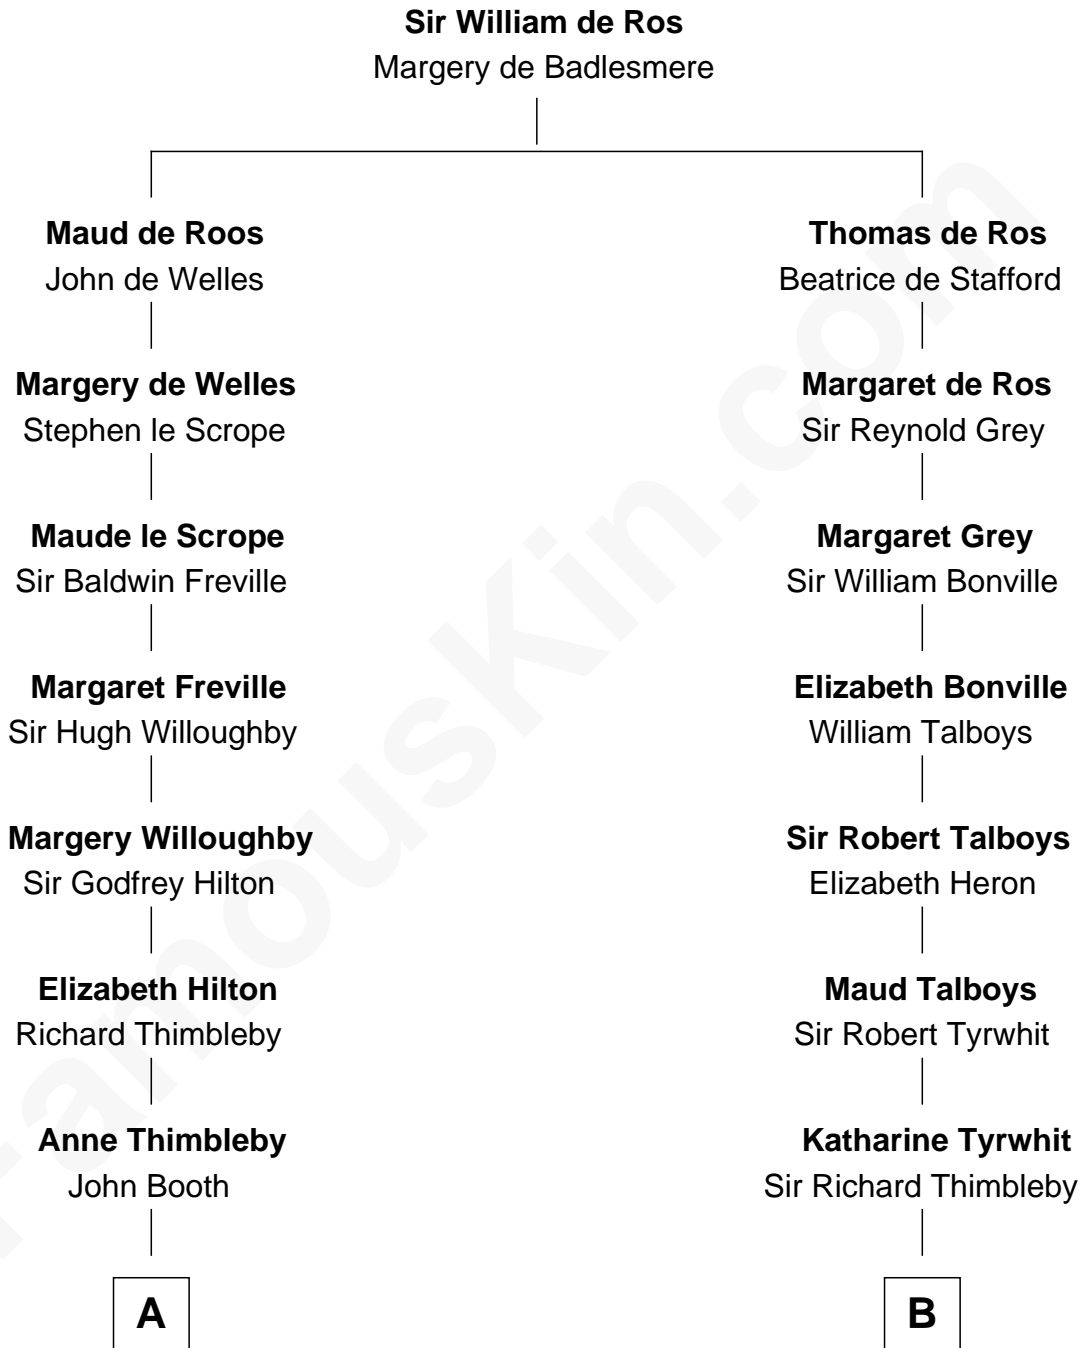 Sir William de Ros
Margery de Badlesmere
Maud de Roos
John de Welles
Thomas de Ros
Beatrice de Stafford
Margery de Welles
Stephen le Scrope
Margaret de Ros
Sir Reynold Grey
Maude le Scrope
Sir Baldwin Freville
Margaret Grey
Sir William Bonville
Margaret Freville
Sir Hugh Willoughby
Elizabeth Bonville
William Talboys
Margery Willoughby
Sir Godfrey Hilton
Sir Robert Talboys
Elizabeth Heron
Elizabeth Hilton
Richard Thimbleby
Maud Talboys
Sir Robert Tyrwhit
Anne Thimbleby
John Booth
Katharine Tyrwhit
Sir Richard Thimbleby
A
B
FamousKin.com